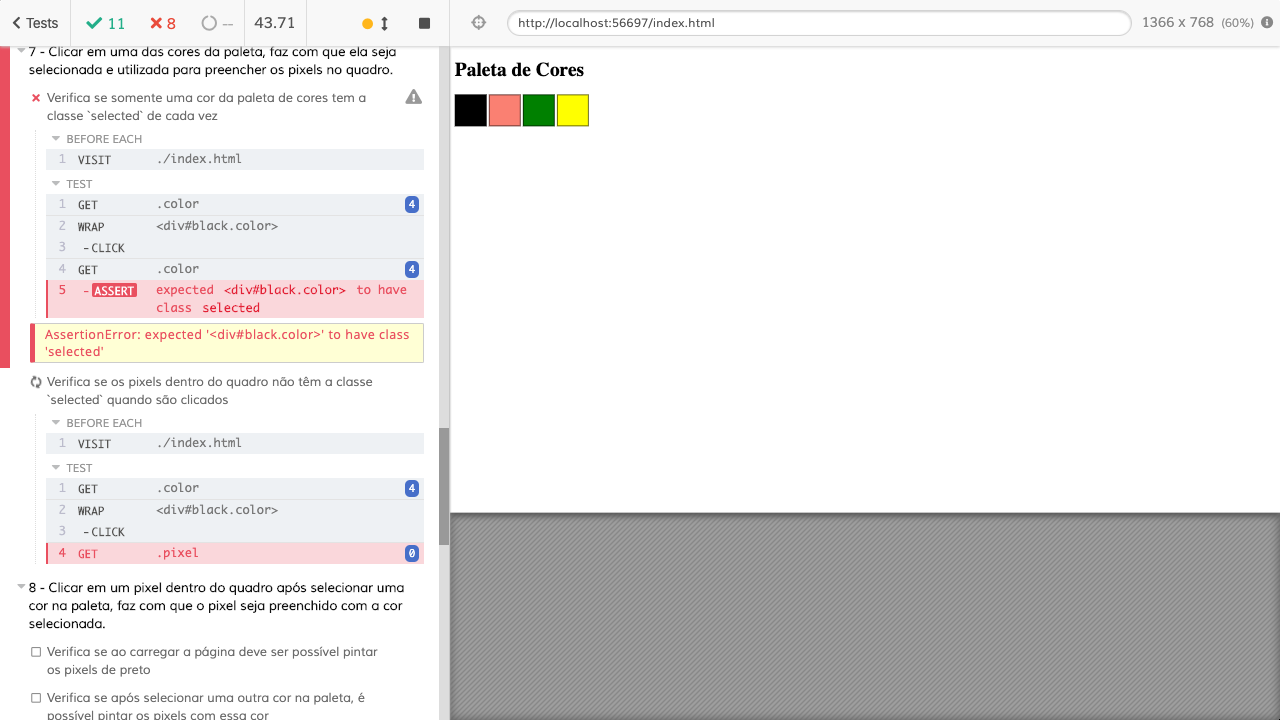 Tests
11
8
--
43.71
http://localhost:56697/index.html
1366 x 768 (60%)
7 - Clicar em uma das cores da paleta, faz com que ela seja
selecionada e utilizada para preencher os pixels no quadro.
Verifica se somente uma cor da paleta de cores tem a
classe `selected` de cada vez
BEFORE EACH
1 VISIT ./index.html
TEST
1 GET .color 4
2 WRAP <div#black.color>
3 -CLICK
4 GET .color 4
5 -ASSERT expected <div#black.color> to have
class selected
AssertionError: expected '<div#black.color>' to have class
'selected'
Verifica se os pixels dentro do quadro não têm a classe
`selected` quando são clicados
BEFORE EACH
1 VISIT ./index.html
TEST
1 GET .color 4
2 WRAP <div#black.color>
3 -CLICK
4 GET .pixel 0
8 - Clicar em um pixel dentro do quadro após selecionar uma
cor na paleta, faz com que o pixel seja preenchido com a cor
selecionada.
Verifica se ao carregar a página deve ser possível pintar
os pixels de preto
Verifica se após selecionar uma outra cor na paleta, é
possível pintar os pixels com essa cor
Paleta de Cores